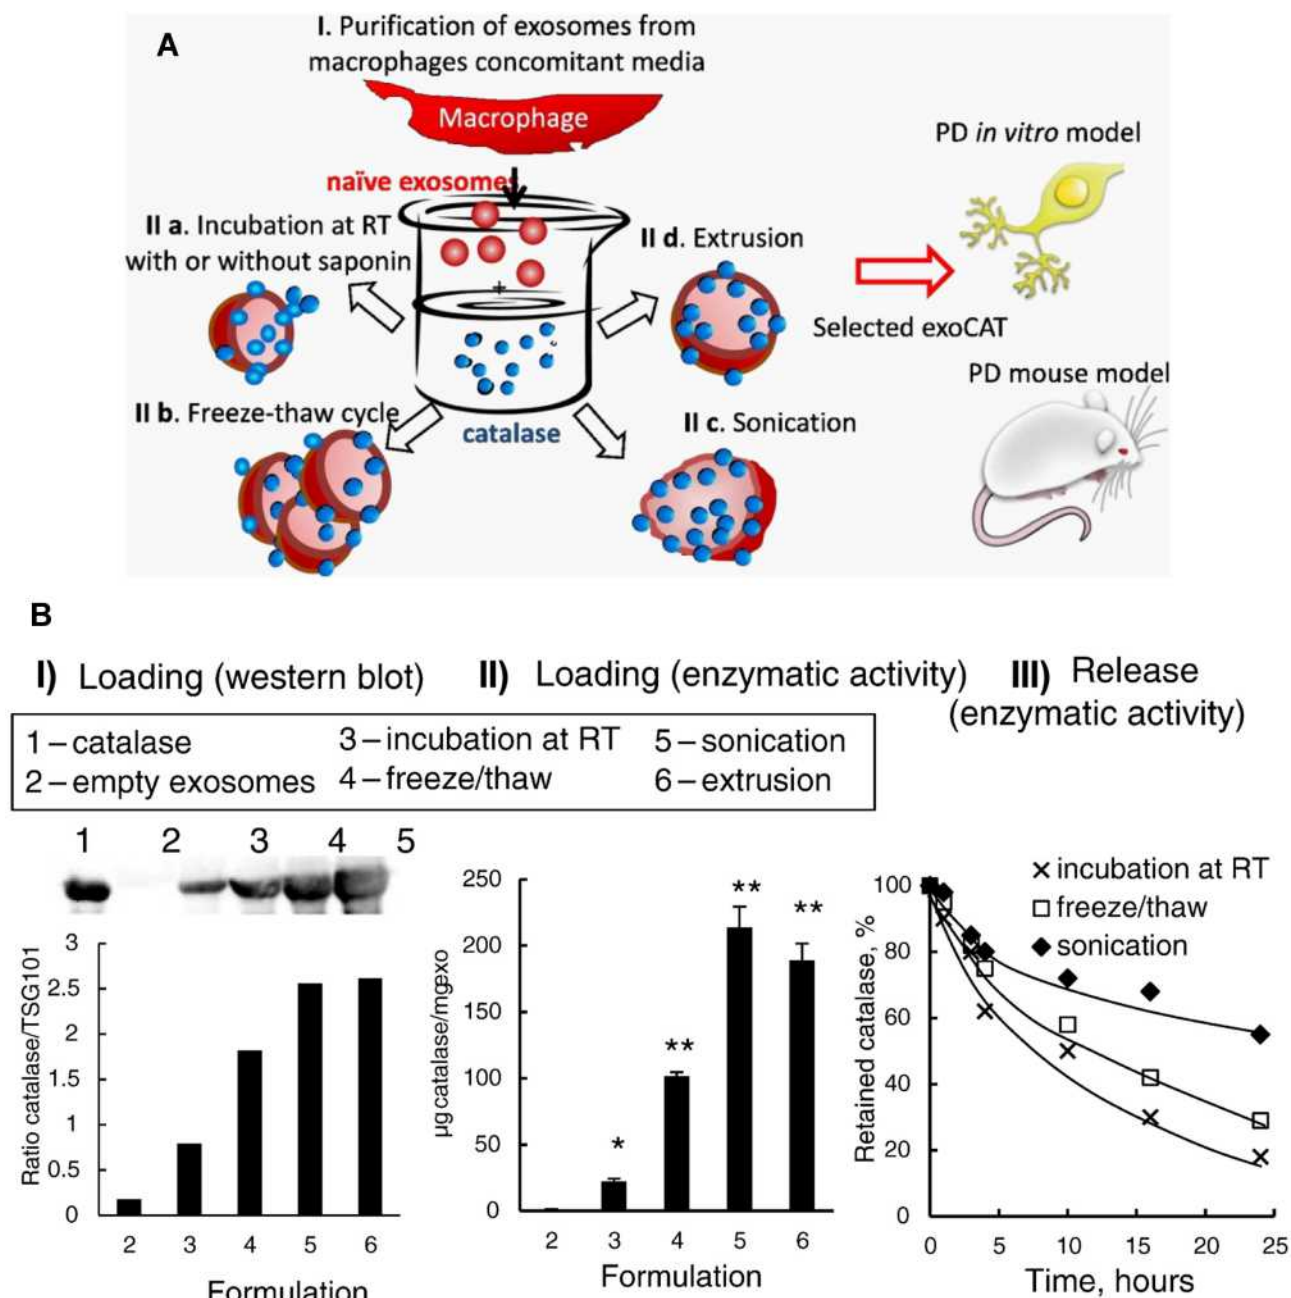 A
I. Purification of exosomes from
macrophages concomitant media
Macrophage
PD in vitro model
naïve exosomes
II a. Incubation at RT
with or without saponin
II d. Extrusion
+
Selected exoCAT
PD mouse model
II b. Freeze-thaw cycle
catalase
II c. Sonication
B
I) Loading (western blot)
II) Loading (enzymatic activity)
III) Release
(enzymatic activity)
1 – catalase
2 – empty exosomes
3 – incubation at RT
4 – freeze/thaw
5 – sonication
6 – extrusion
1 2 3 4 5
Ratio catalase/TSG101
3
2.5
2
1.5
1
0.5
0
2 3 4 5 6
Formulation
µg catalase/mgexo
250
200
150
100
50
0
* ** ** **
2 3 4 5 6
Formulation
× incubation at RT
□ freeze/thaw
◆ sonication
Retained catalase, %
100
80
60
40
20
0
0 5 10 15 20 25
Time, hours